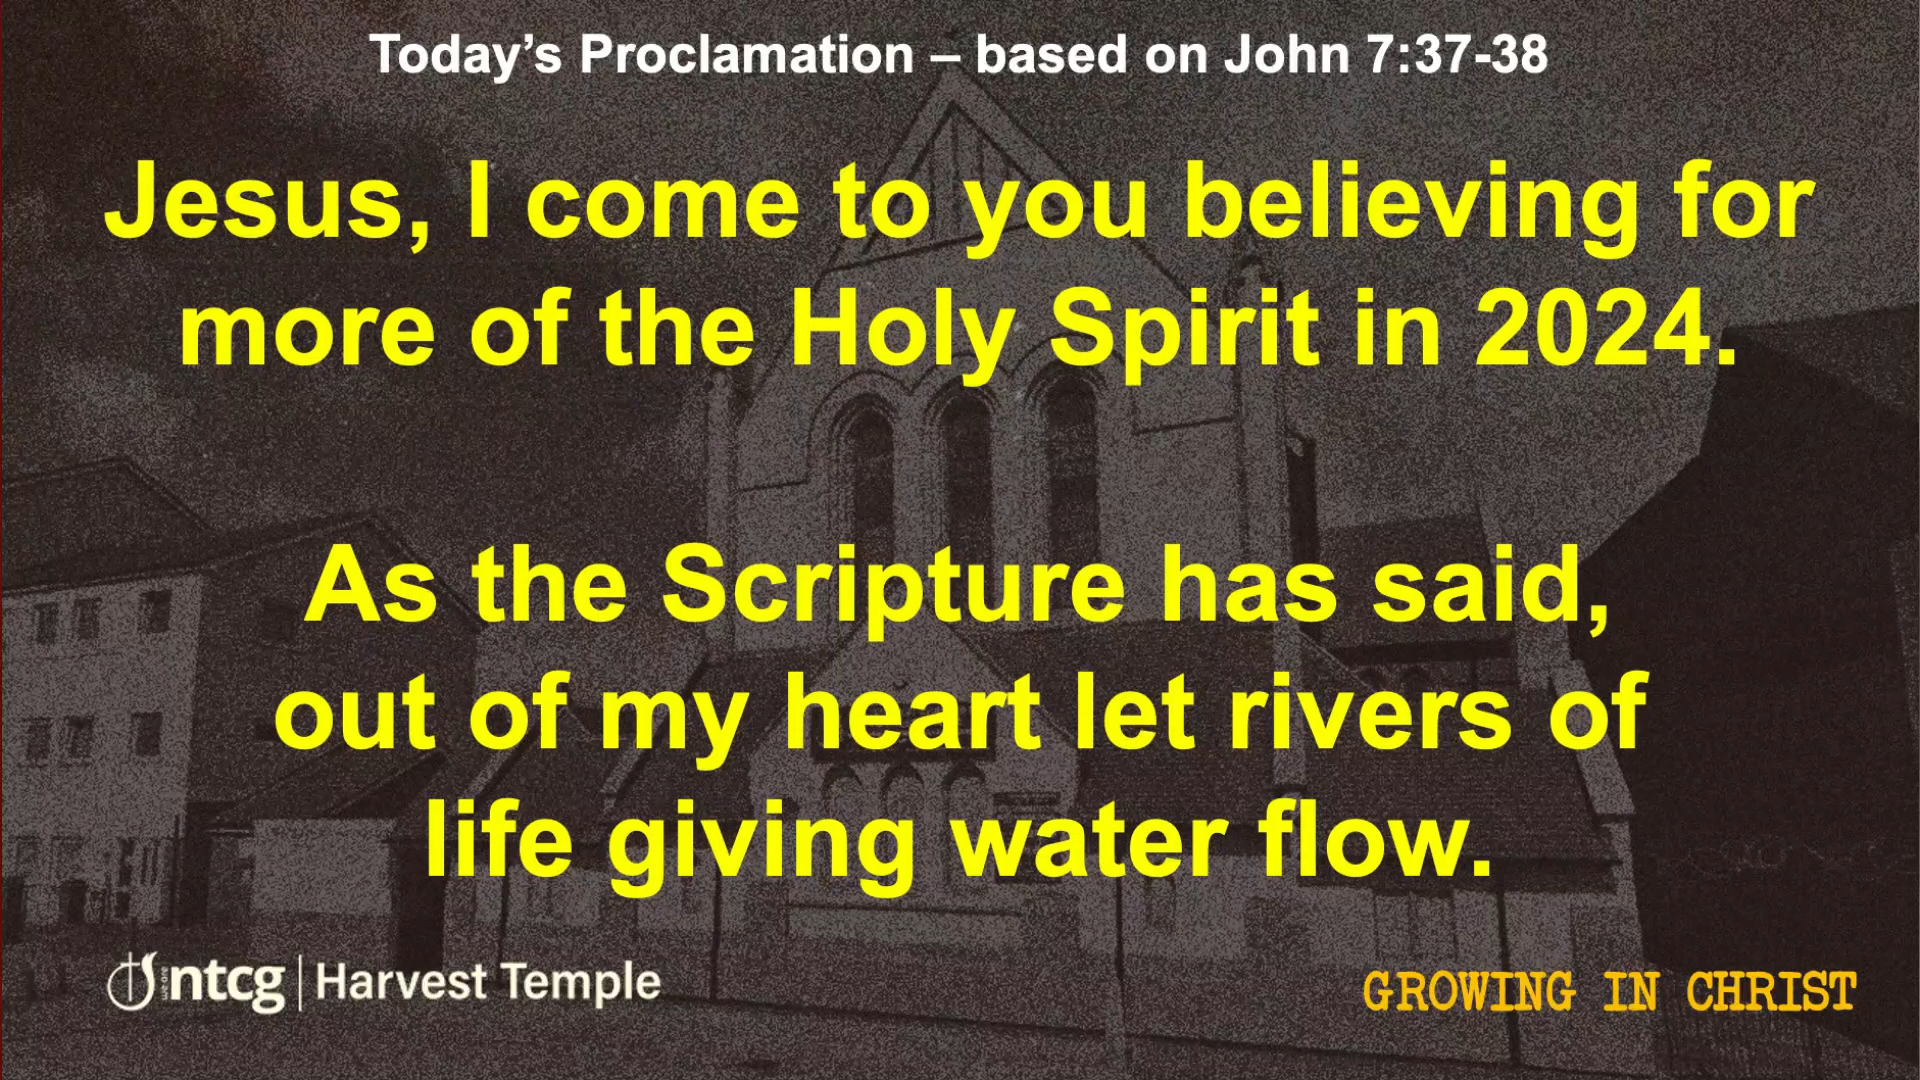 Today’s Proclamation – based on John 7:37-38
Jesus, I come to you believing for
more of the Holy Spirit in 2024.
As the Scripture has said,
out of my heart let rivers of
life giving water flow.
we are ntcg | Harvest Temple
GROWING IN CHRIST